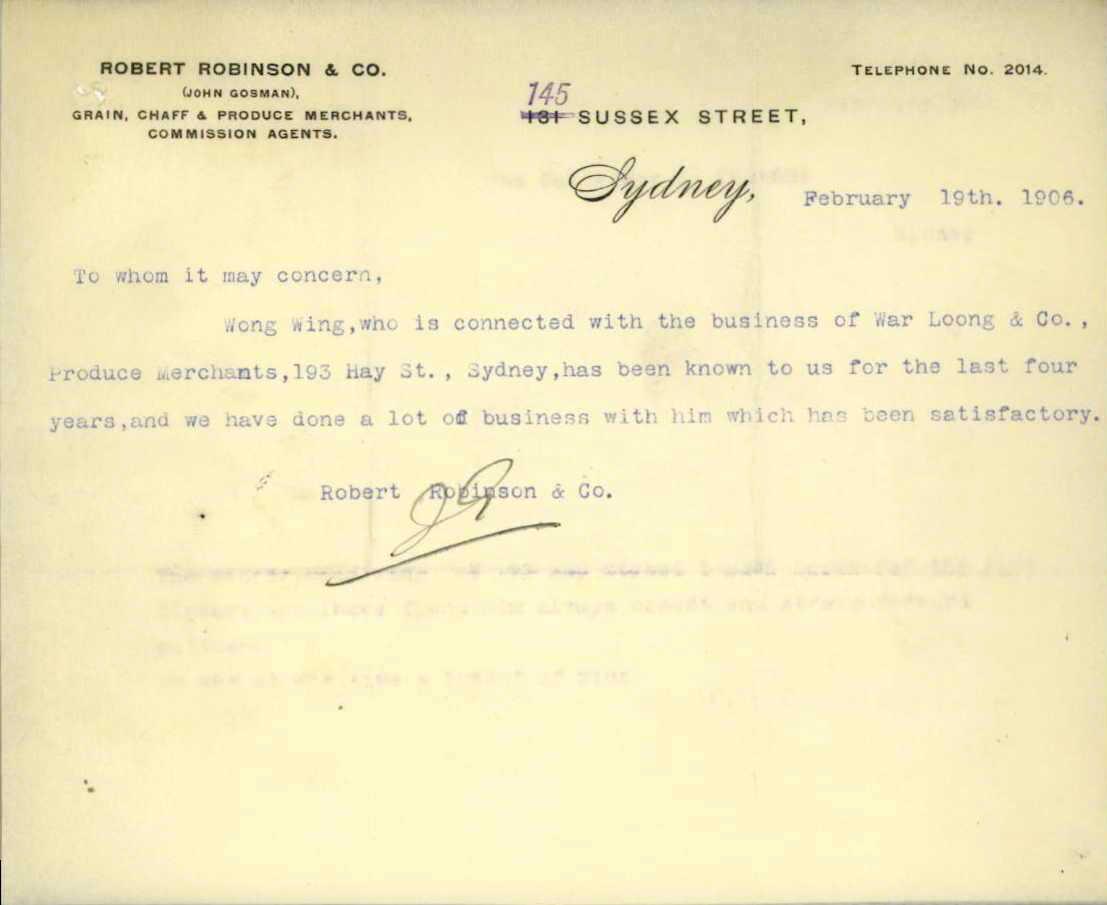 ROBERT ROBINSON & CO.
(JOHN GOSMAN),
GRAIN, CHAFF & PRODUCE MERCHANTS,
COMMISSION AGENTS.
TELEPHONE NO. 2014.
145
131 SUSSEX STREET,
Sydney, February 19th. 1906.
To whom it may concern,
Wong Wing,who is connected with the business of War Loong & Co.,
Produce Merchants,193 Hay St., Sydney,has been known to us for the last four
years,and we have done a lot of business with him which has been satisfactory.
Robert Robinson & Co.
JG